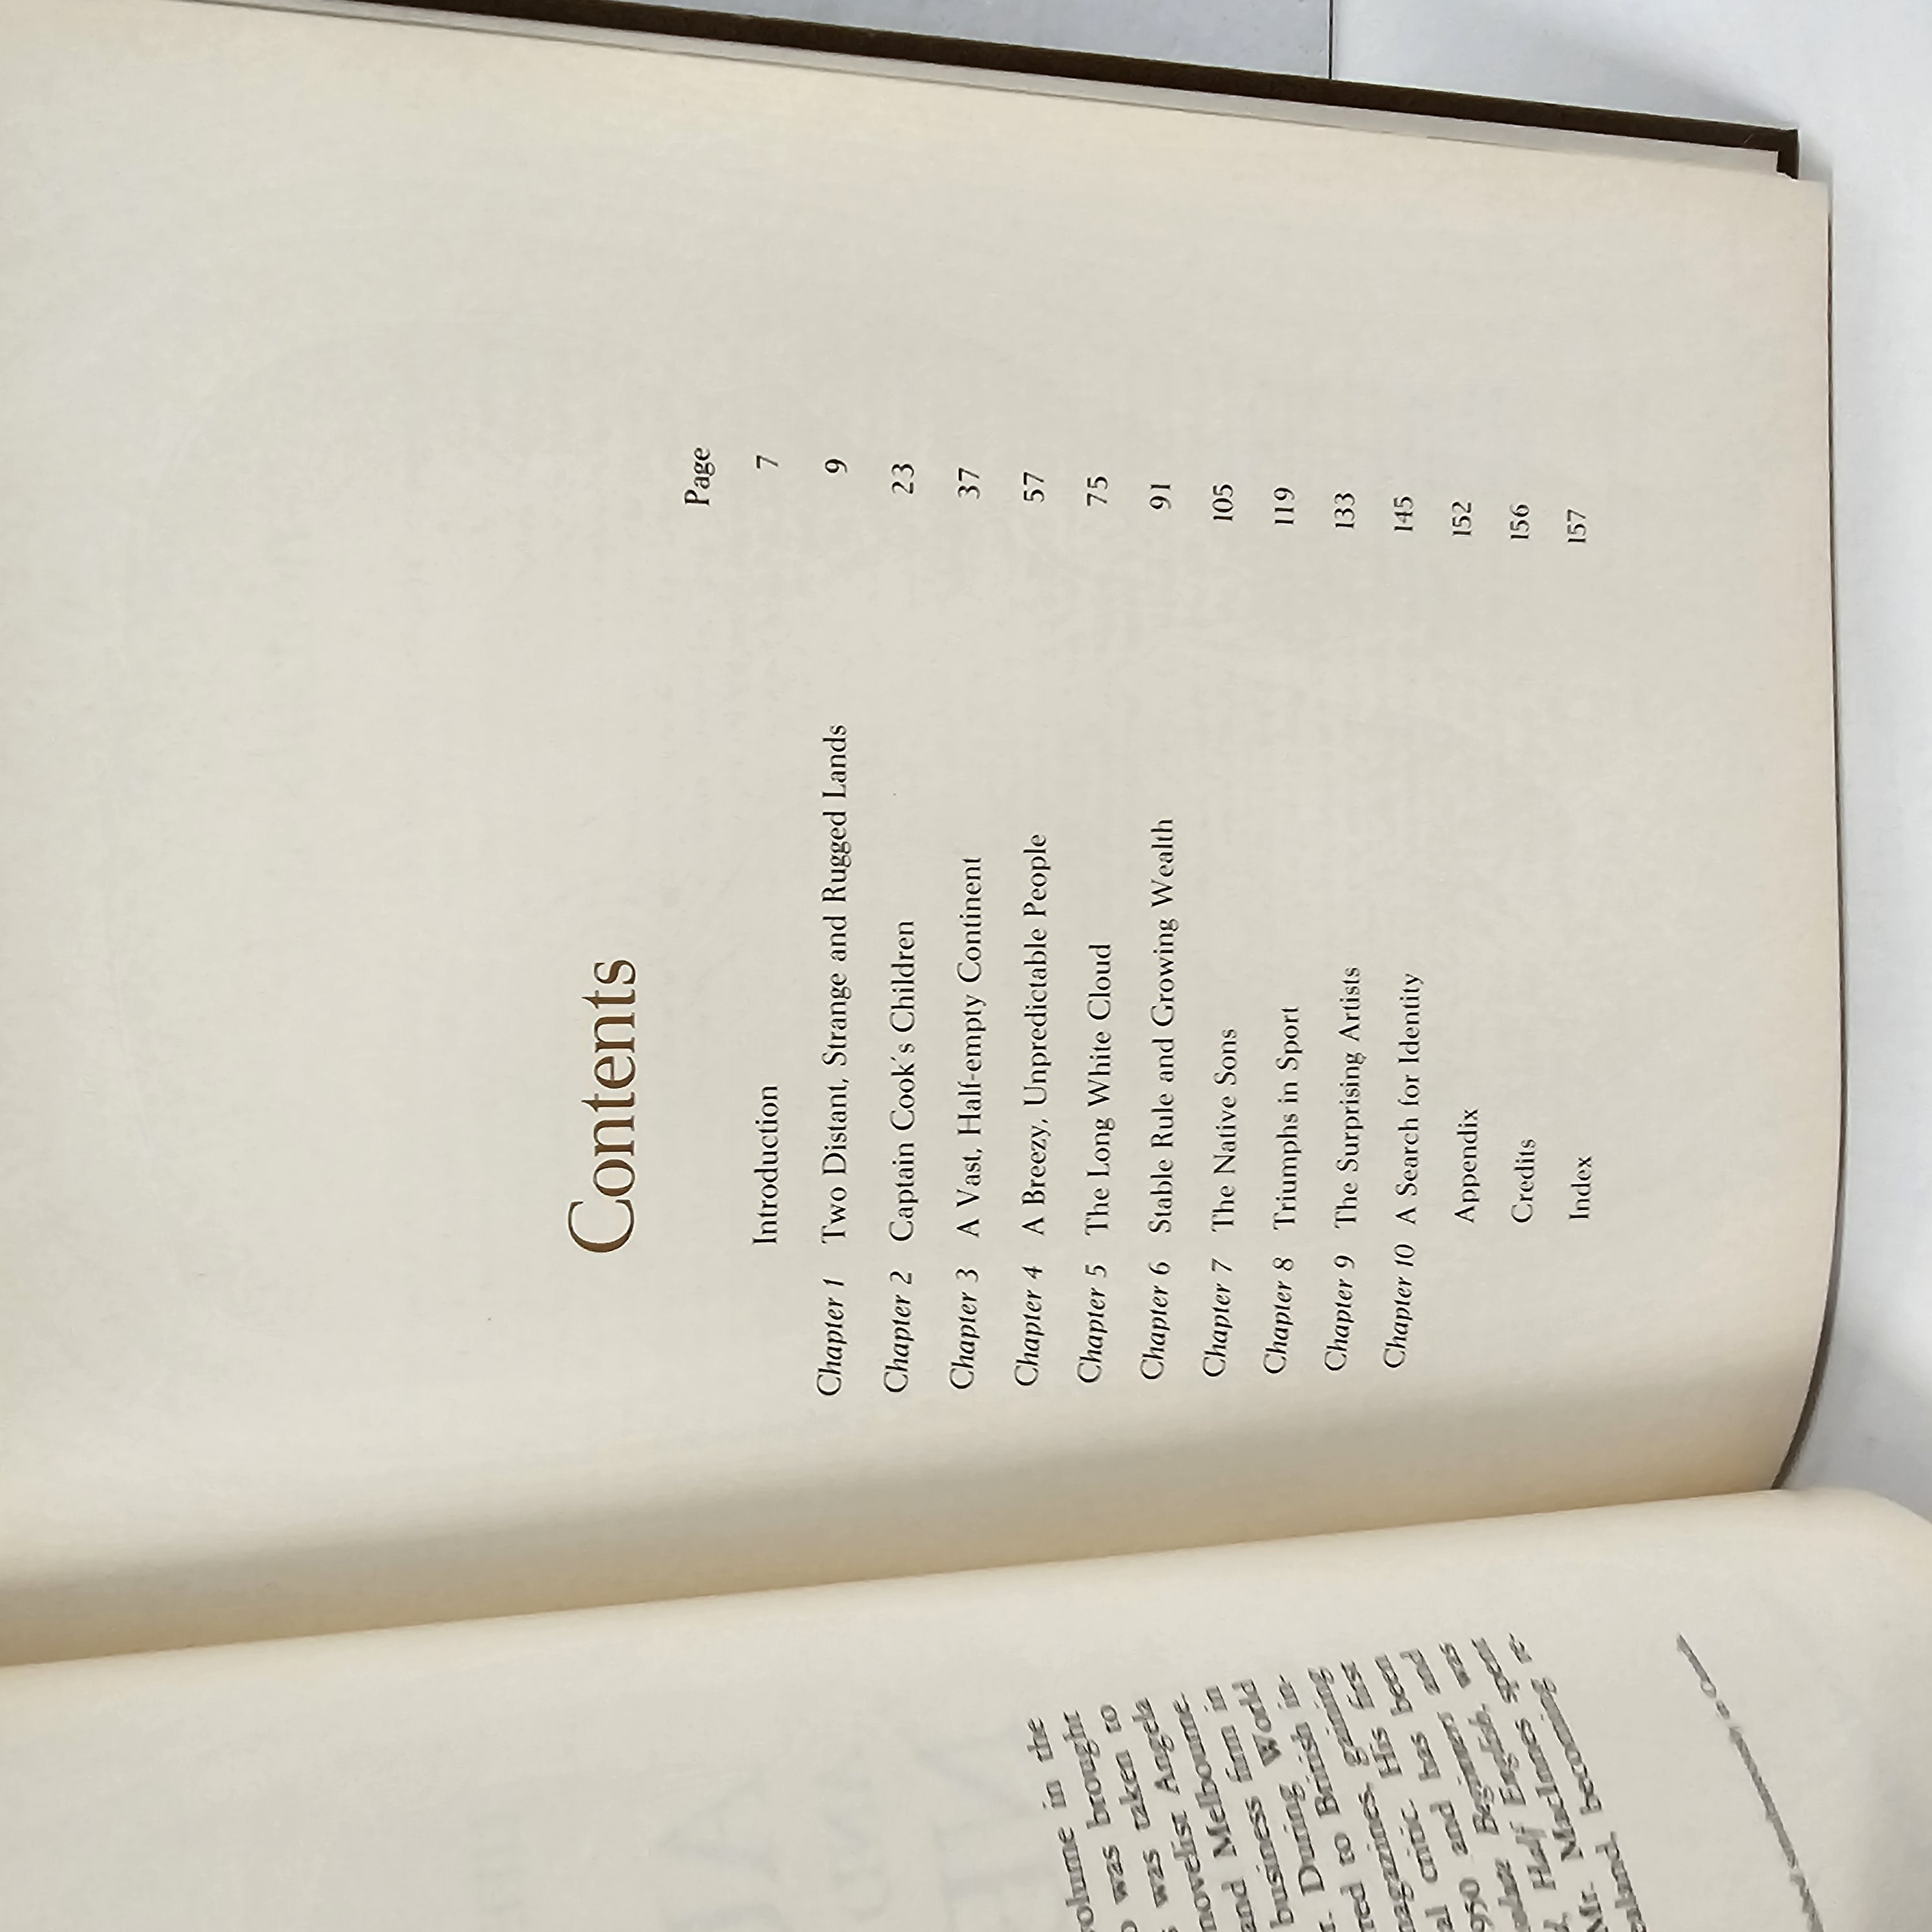 volume in the
was brought
was taken to
novelist Angela
and Melbourne.
business firm in
During World
red to British in-
magazines, gaining
al critic. His first
950 and has been
Beginners and
Half English, was
Mr. MacInnes spent
ealand, becoming re-
simultaneously in Canada
Contents
Page
Introduction 7
Chapter 1 Two Distant, Strange and Rugged Lands 9
Chapter 2 Captain Cook's Children 23
Chapter 3 A Vast, Half-empty Continent 37
Chapter 4 A Breezy, Unpredictable People 57
Chapter 5 The Long White Cloud 75
Chapter 6 Stable Rule and Growing Wealth 91
Chapter 7 The Native Sons 105
Chapter 8 Triumphs in Sport 119
Chapter 9 The Surprising Artists 133
Chapter 10 A Search for Identity 145
Appendix 152
Credits 156
Index 157